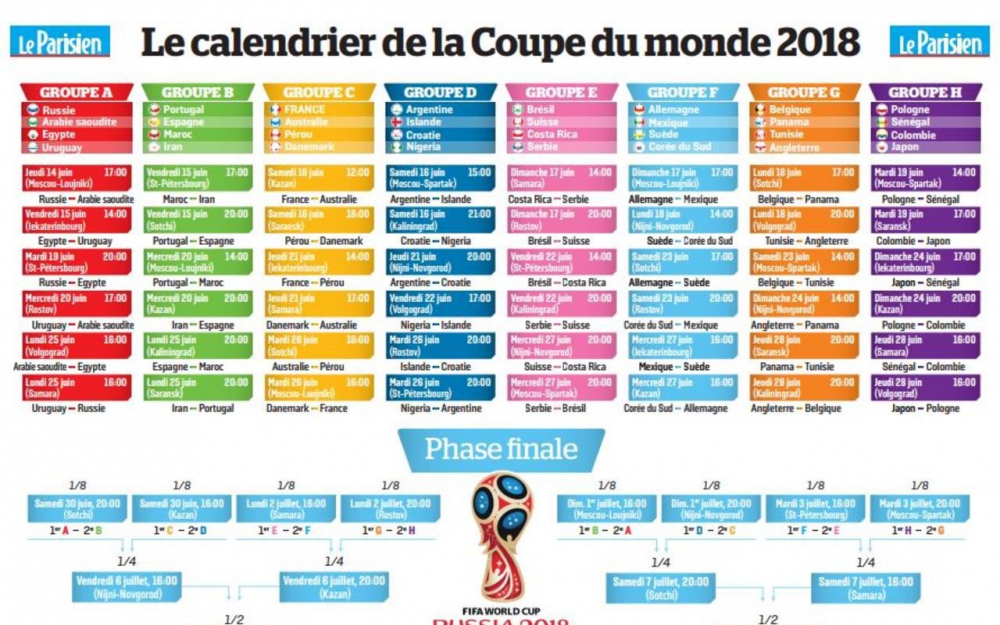 Le Parisien
Le calendrier de la Coupe du monde 2018
Le Parisien
GROUPE A
Russie
Arabie saoudite
Egypte
Uruguay
Jeudi 14 juin 17:00
(Moscou-Loujniki)
Russie – Arabie saoudite
Vendredi 15 juin 14:00
(Iekaterinbourg)
Egypte – Uruguay
Mardi 19 juin 20:00
(St-Pétersbourg)
Russie – Egypte
Mercredi 20 juin 17:00
(Rostov)
Uruguay – Arabie saoudite
Lundi 25 juin 16:00
(Volgograd)
Arabie saoudite – Egypte
Lundi 25 juin 16:00
(Samara)
Uruguay – Russie
GROUPE B
Portugal
Espagne
Maroc
Iran
Vendredi 15 juin 17:00
(St-Pétersbourg)
Maroc – Iran
Vendredi 15 juin 20:00
(Sotchi)
Portugal – Espagne
Mercredi 20 juin 14:00
(Moscou-Loujniki)
Portugal – Maroc
Mercredi 20 juin 20:00
(Kazan)
Iran – Espagne
Lundi 25 juin 20:00
(Kaliningrad)
Espagne – Maroc
Lundi 25 juin 20:00
(Saransk)
Iran – Portugal
GROUPE C
FRANCE
Australie
Pérou
Danemark
Samedi 16 juin 12:00
(Kazan)
France – Australie
Samedi 16 juin 18:00
(Saransk)
Pérou – Danemark
Jeudi 21 juin 14:00
(Iekaterinbourg)
France – Pérou
Jeudi 21 juin 17:00
(Samara)
Danemark – Australie
Mardi 26 juin 16:00
(Sotchi)
Australie – Pérou
Mardi 26 juin 16:00
(Moscou-Loujniki)
Danemark – France
GROUPE D
Argentine
Islande
Croatie
Nigeria
Samedi 16 juin 15:00
(Moscou-Spartak)
Argentine – Islande
Samedi 16 juin 21:00
(Kaliningrad)
Croatie – Nigeria
Jeudi 21 juin 20:00
(Nijni-Novgorod)
Argentine – Croatie
Vendredi 22 juin 17:00
(Volgograd)
Nigeria – Islande
Mardi 26 juin 20:00
(Rostov)
Islande – Croatie
Mardi 26 juin 20:00
(St-Pétersbourg)
Nigeria – Argentine
GROUPE E
Brésil
Suisse
Costa Rica
Serbie
Dimanche 17 juin 14:00
(Samara)
Costa Rica – Serbie
Dimanche 17 juin 20:00
(Rostov)
Brésil – Suisse
Vendredi 22 juin 14:00
(St-Pétersbourg)
Brésil – Costa Rica
Vendredi 22 juin 20:00
(Kaliningrad)
Serbie – Suisse
Mercredi 27 juin 20:00
(Nijni-Novgorod)
Suisse – Costa Rica
Mercredi 27 juin 20:00
(Moscou-Spartak)
Serbie – Brésil
GROUPE F
Allemagne
Mexique
Suède
Corée du Sud
Dimanche 17 juin 17:00
(Moscou-Loujniki)
Allemagne – Mexique
Lundi 18 juin 14:00
(Nijni-Novgorod)
Suède – Corée du Sud
Samedi 23 juin 17:00
(Sotchi)
Allemagne – Suède
Samedi 23 juin 20:00
(Rostov)
Corée du Sud – Mexique
Mercredi 27 juin 16:00
(Iekaterinbourg)
Mexique – Suède
Mercredi 27 juin 16:00
(Kazan)
Corée du Sud – Allemagne
GROUPE G
Belgique
Panama
Tunisie
Angleterre
Lundi 18 juin 17:00
(Sotchi)
Belgique – Panama
Lundi 18 juin 20:00
(Volgograd)
Tunisie – Angleterre
Samedi 23 juin 14:00
(Moscou-Spartak)
Belgique – Tunisie
Dimanche 24 juin 14:00
(Nijni-Novgorod)
Angleterre – Panama
Jeudi 28 juin 20:00
(Saransk)
Panama – Tunisie
Jeudi 28 juin 20:00
(Kaliningrad)
Angleterre – Belgique
GROUPE H
Pologne
Sénégal
Colombie
Japon
Mardi 19 juin 14:00
(Moscou-Spartak)
Pologne – Sénégal
Mardi 19 juin 17:00
(Saransk)
Colombie – Japon
Dimanche 24 juin 17:00
(Iekaterinbourg)
Japon – Sénégal
Dimanche 24 juin 20:00
(Kazan)
Pologne – Colombie
Jeudi 28 juin 16:00
(Samara)
Sénégal – Colombie
Jeudi 28 juin 16:00
(Volgograd)
Japon – Pologne
Phase finale
1/8
Samedi 30 juin, 20:00
(Sotchi)
1er A – 2e B
1/8
Samedi 30 juin, 16:00
(Kazan)
1er C – 2e D
1/8
Lundi 2 juillet, 16:00
(Samara)
1er E – 2e F
1/8
Lundi 2 juillet, 20:00
(Rostov)
1er G – 2e H
1/8
Dim. 1er juillet, 16:00
(Moscou-Loujniki)
1er B – 2e A
1/8
Dim. 1er juillet, 20:00
(Nijni-Novgorod)
1er D – 2e C
1/8
Mardi 3 juillet, 16:00
(St-Pétersbourg)
1er F – 2e E
1/8
Mardi 3 juillet, 20:00
(Moscou-Spartak)
1er H – 2e G
1/4
Vendredi 6 juillet, 16:00
(Nijni-Novgorod)
1/4
Vendredi 6 juillet, 20:00
(Kazan)
1/4
Samedi 7 juillet, 20:00
(Sotchi)
1/4
Samedi 7 juillet, 16:00
(Samara)
1/2
1/2
FIFA WORLD CUP
RUSSIA 2018